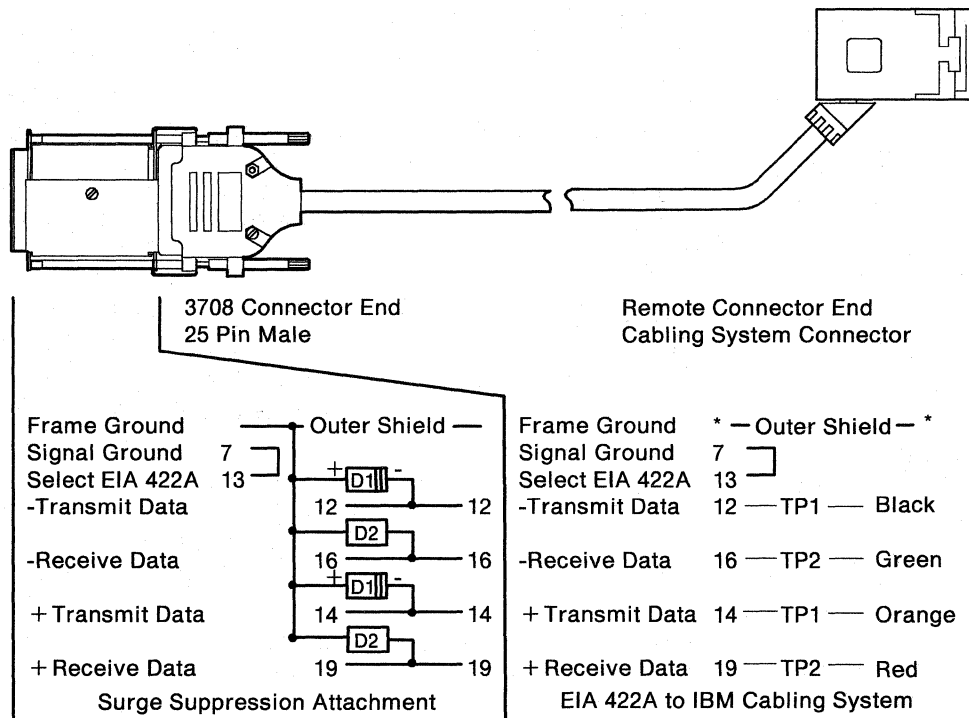 3708 Connector End
25 Pin Male
Remote Connector End
Cabling System Connector
Frame Ground Outer Shield
Signal Ground 7
Select EIA 422A 13
+ D1 -
-Transmit Data 12 12
D2
-Receive Data 16 16
+ D1 -
+ Transmit Data 14 14
D2
+ Receive Data 19 19
Surge Suppression Attachment
Frame Ground * — Outer Shield — *
Signal Ground 7
Select EIA 422A 13
-Transmit Data 12 — TP1 — Black
-Receive Data 16 — TP2 — Green
+ Transmit Data 14 — TP1 — Orange
+ Receive Data 19 — TP2 — Red
EIA 422A to IBM Cabling System